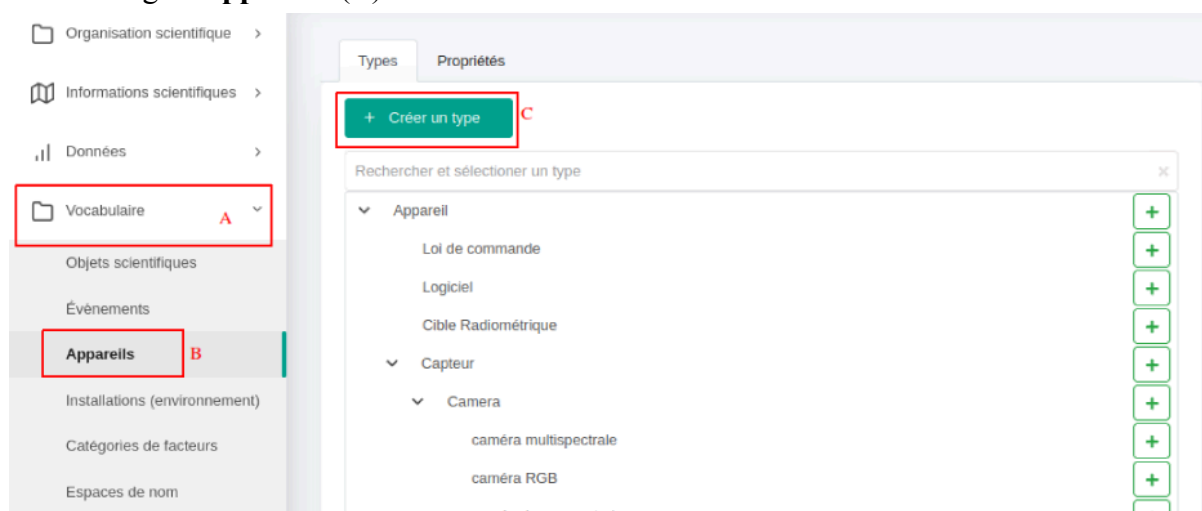 Organisation scientifique
Informations scientifiques
Données
Vocabulaire
A
Objets scientifiques
Évènements
Appareils
B
Installations (environnement)
Catégories de facteurs
Espaces de nom
Types
Propriétés
+ Créer un type
C
Rechercher et sélectioner un type
Appareil
Loi de commande
Logiciel
Cible Radiométrique
Capteur
Camera
caméra multispectrale
caméra RGB